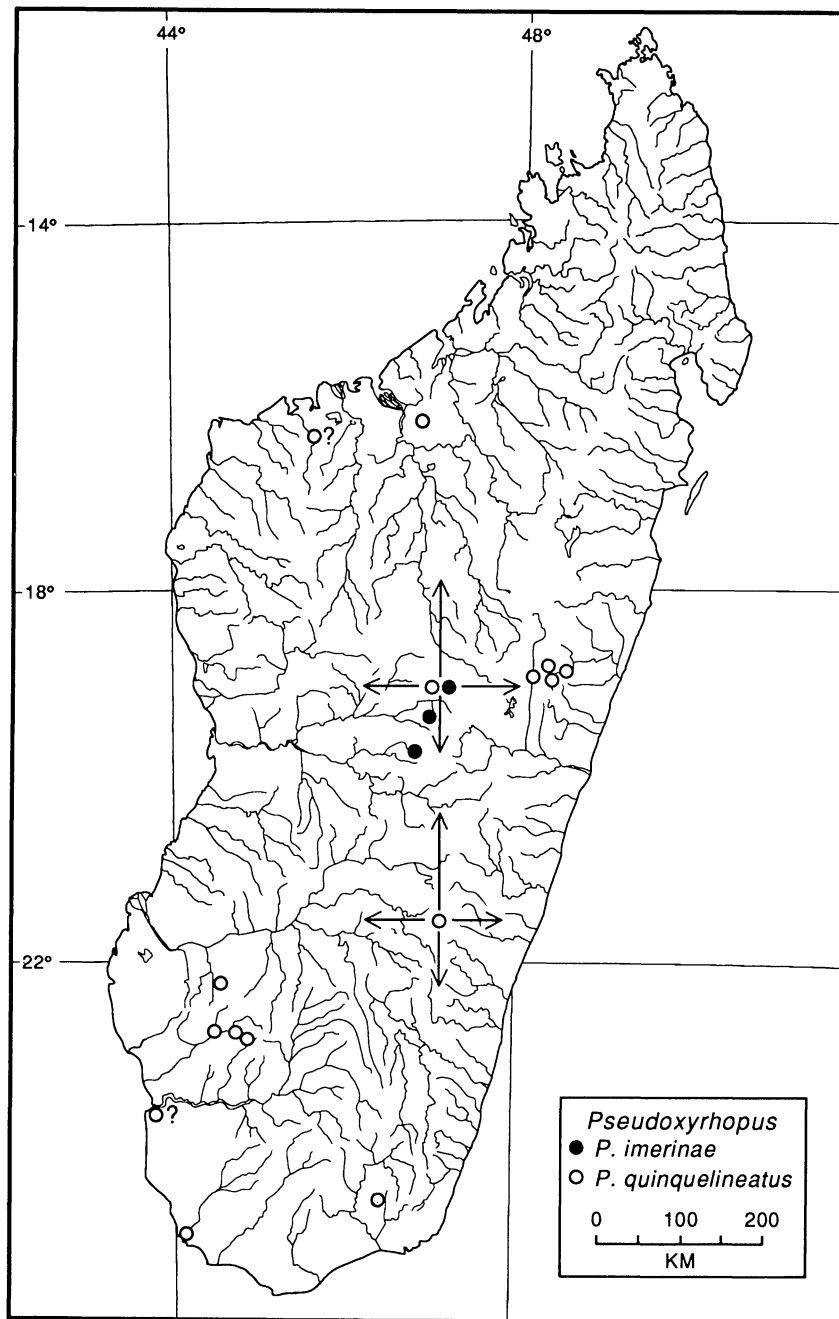 44°
48°
14°
?
18°
22°
?
Pseudoxyrhopus
● P. imerinae
○ P. quinquelineatus
0 100 200
KM